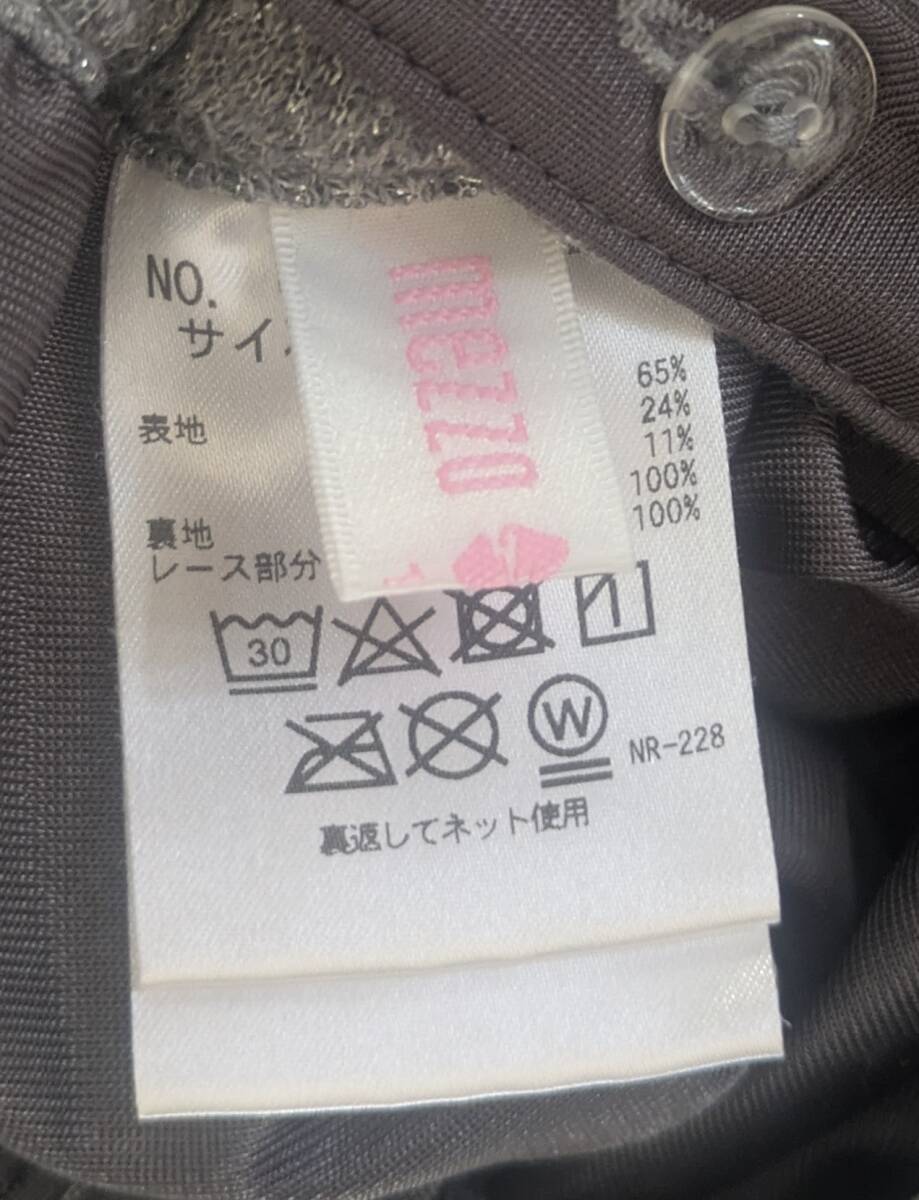 NO.
サイ
mezzo
表地
65%
24%
11%
裏地
100%
レース部分
100%
30
1
W
NR-228
裏返してネット使用